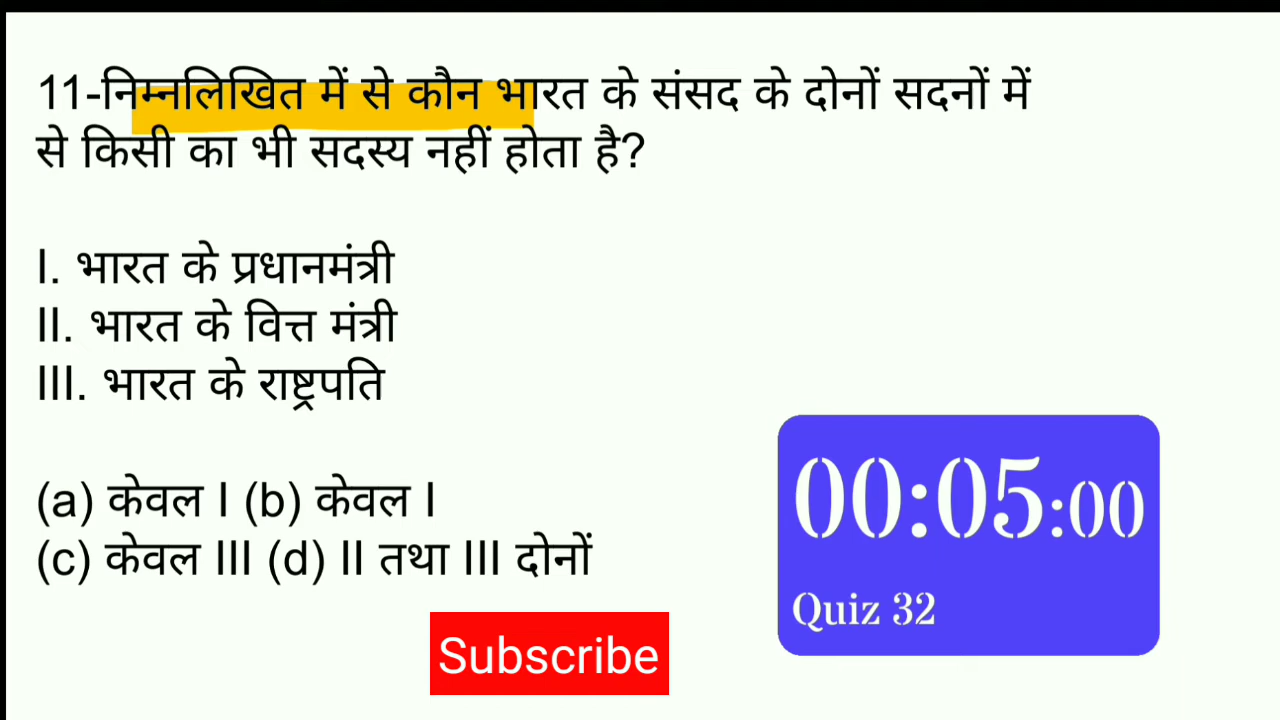 11-निम्नलिखित में से कौन भारत के संसद के दोनों सदनों में
से किसी का भी सदस्य नहीं होता है?
I. भारत के प्रधानमंत्री
II. भारत के वित्त मंत्री
III. भारत के राष्ट्रपति
(a) केवल I (b) केवल I
(c) केवल III (d) II तथा III दोनों
00:05:00
Quiz 32
Subscribe